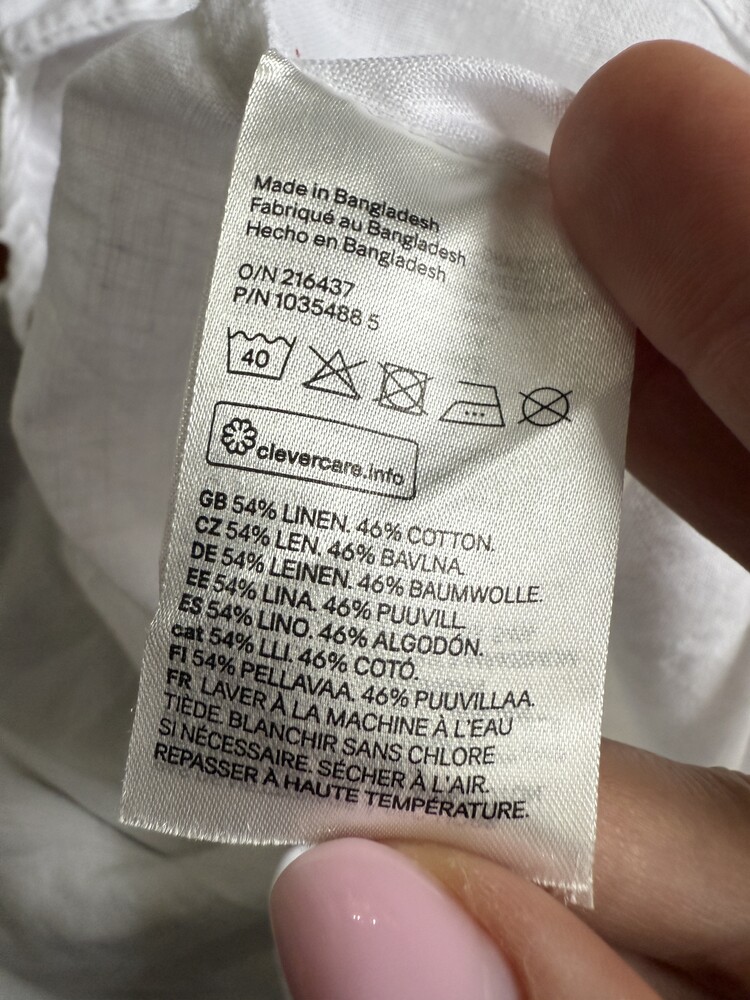 Made in Bangladesh
Fabriqué au Bangladesh
Hecho en Bangladesh
O/N 216437
P/N 1035488 5
40
clevercare.info
GB 54% LINEN. 46% COTTON.
CZ 54% LEN. 46% BAVLNA.
DE 54% LEINEN. 46% BAUMWOLLE.
EE 54% LINA. 46% PUUVILL.
ES 54% LINO. 46% ALGODÓN.
cat 54% LLI. 46% COTÓ.
FI 54% PELLAVAA. 46% PUUVILLAA.
FR LAVER À LA MACHINE À L'EAU
TIÈDE. BLANCHIR SANS CHLORE
SI NÉCESSAIRE. SÉCHER À L'AIR.
REPASSER À HAUTE TEMPÉRATURE.